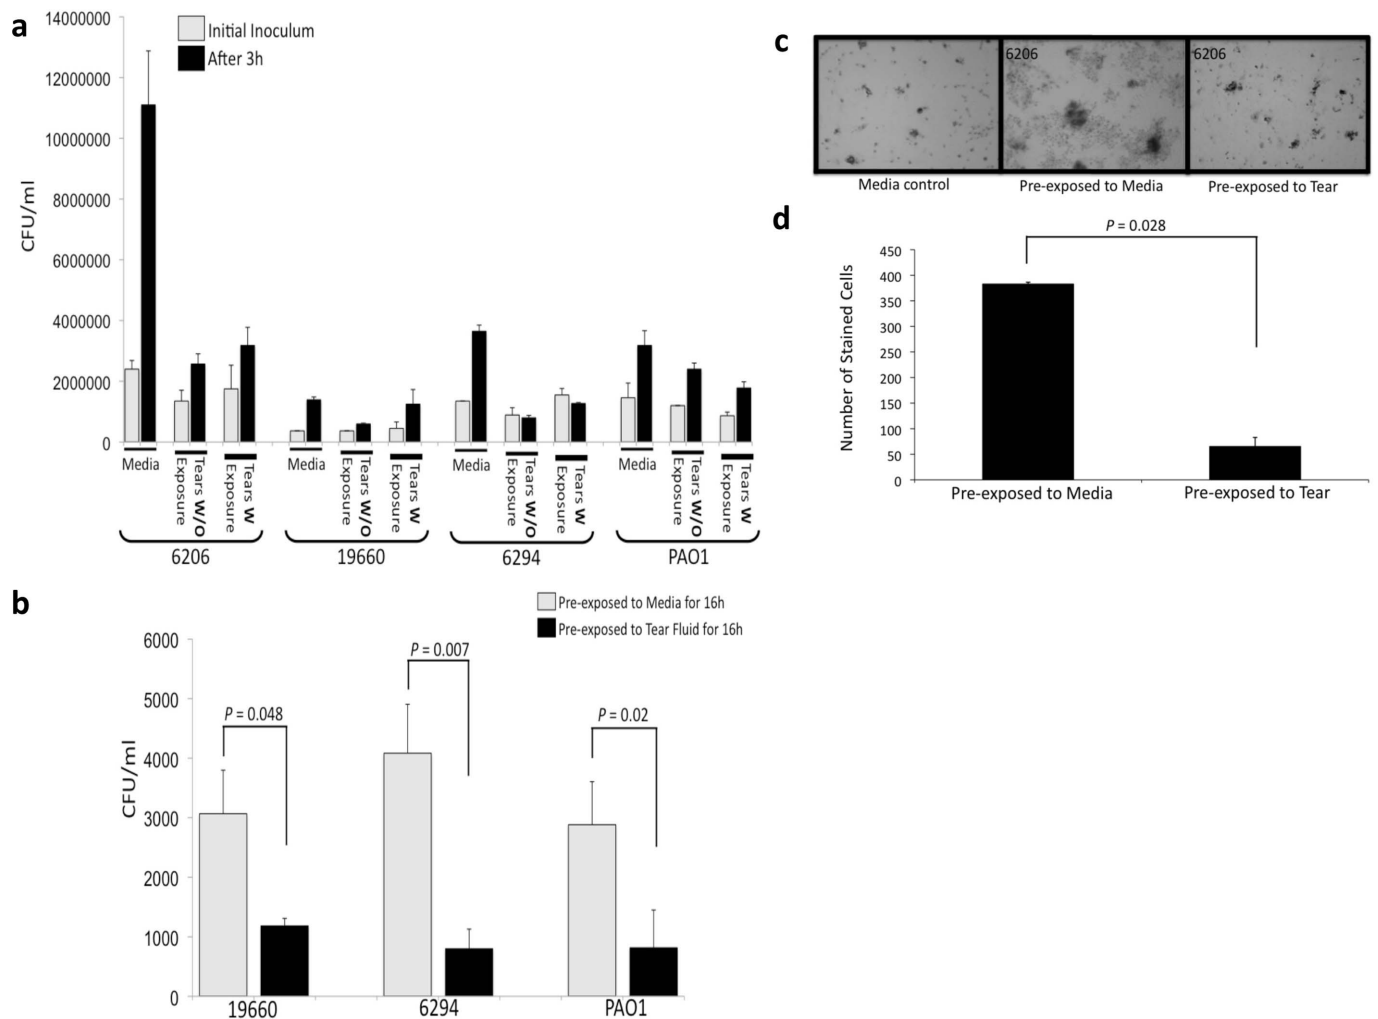 a
14000000
12000000
10000000
8000000
6000000
4000000
2000000
0
CFU/ml
Initial Inoculum
After 3h
Media
Tears W/O
Exposure
Tears W
Exposure
Media
Tears W/O
Exposure
Tears W
Exposure
Media
Tears W/O
Exposure
Tears W
Exposure
Media
Tears W/O
Exposure
Tears W
Exposure
6206
19660
6294
PAO1
b
Pre-exposed to Media for 16h
Pre-exposed to Tear Fluid for 16h
6000
5000
4000
3000
2000
1000
0
CFU/ml
P = 0.048
P = 0.007
P = 0.02
19660
6294
PAO1
c
6206
6206
Media control
Pre-exposed to Media
Pre-exposed to Tear
d
P = 0.028
450
400
350
300
250
200
150
100
50
0
Number of Stained Cells
Pre-exposed to Media
Pre-exposed to Tear